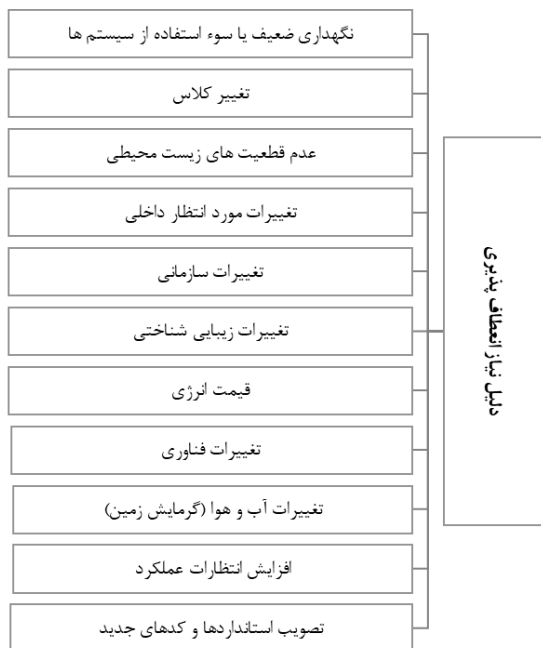 دلیل نیاز انعطاف پذیری
نگهداری ضعیف یا سوء استفاده از سیستم ها
تغییر کلاس
عدم قطعیت های زیست محیطی
تغییرات مورد انتظار داخلی
تغییرات سازمانی
تغییرات زیبایی شناختی
قیمت انرژی
تغییرات فناوری
تغییرات آب و هوا (گرمایش زمین)
افزایش انتظارات عملکرد
تصویب استانداردها و کدهای جدید